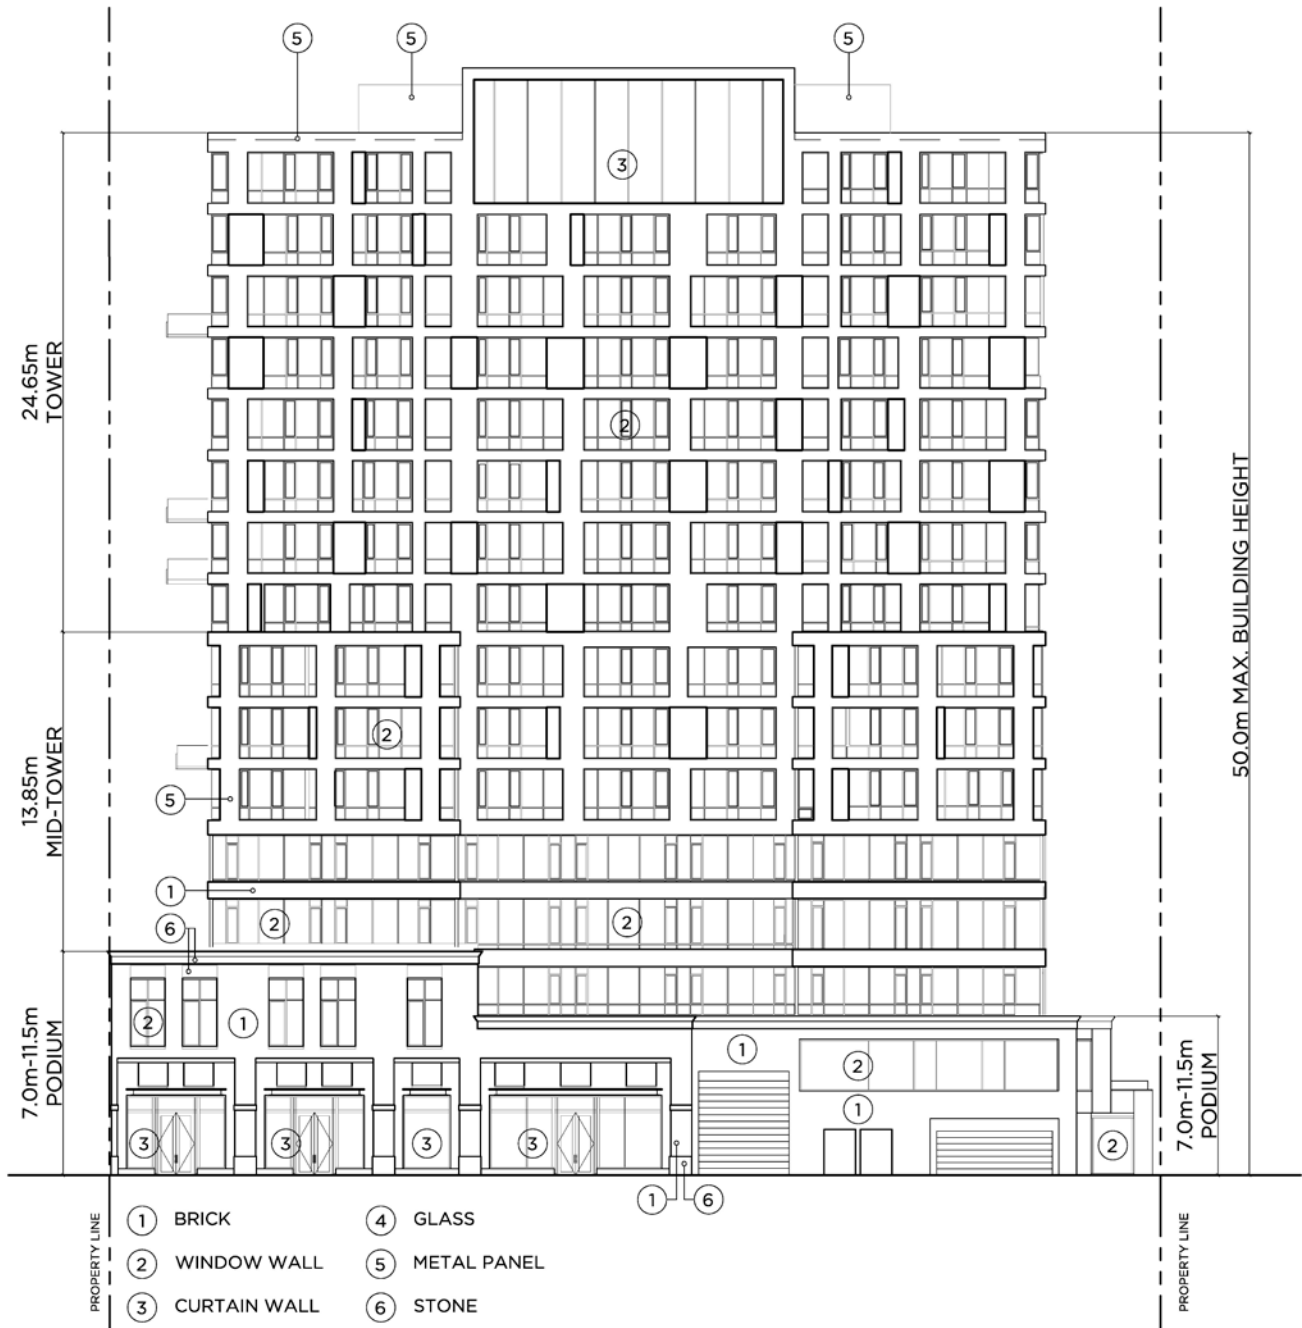 5 5 5
3
24.65m
TOWER
2
50.0m MAX. BUILDING HEIGHT
13.85m
MID-TOWER
2
5
1
2 2
6
7.0m-11.5m
PODIUM
2 1 1 2
1
7.0m-11.5m
PODIUM
3 3 3 3 2
1 6
PROPERTY LINE
1 BRICK
2 WINDOW WALL
3 CURTAIN WALL
4 GLASS
5 METAL PANEL
6 STONE
PROPERTY LINE